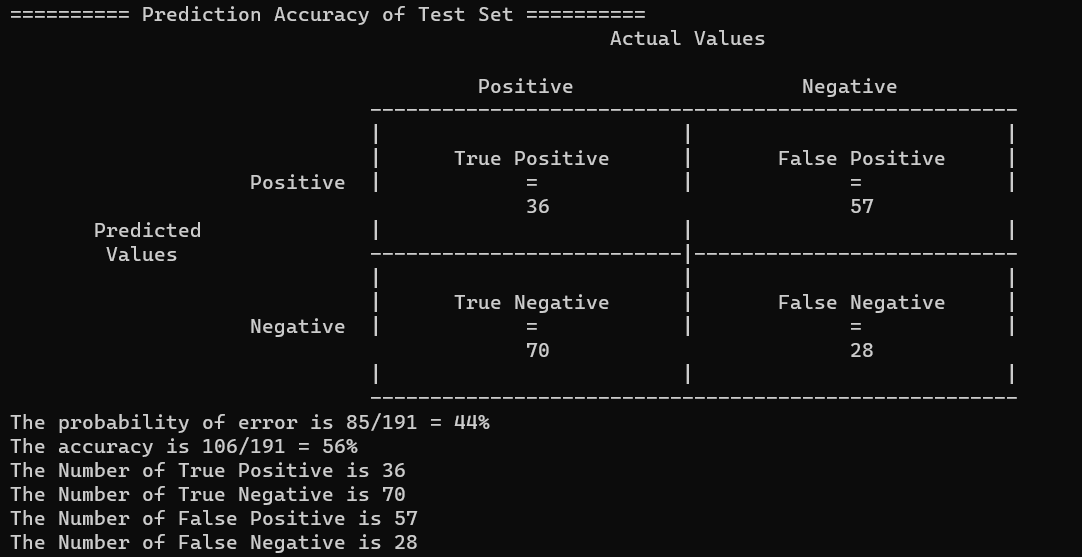 ========== Prediction Accuracy of Test Set ==========
Actual Values
Positive Negative
True Positive False Positive
Positive = =
36 57
Predicted
Values
True Negative False Negative
Negative = =
70 28
The probability of error is 85/191 = 44%
The accuracy is 106/191 = 56%
The Number of True Positive is 36
The Number of True Negative is 70
The Number of False Positive is 57
The Number of False Negative is 28